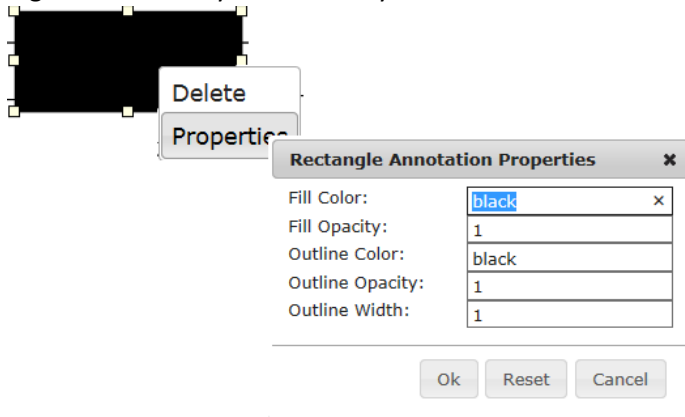 Delete
Properties
Rectangle Annotation Properties ×
Fill Color: black ×
Fill Opacity: 1
Outline Color: black
Outline Opacity: 1
Outline Width: 1
Ok Reset Cancel